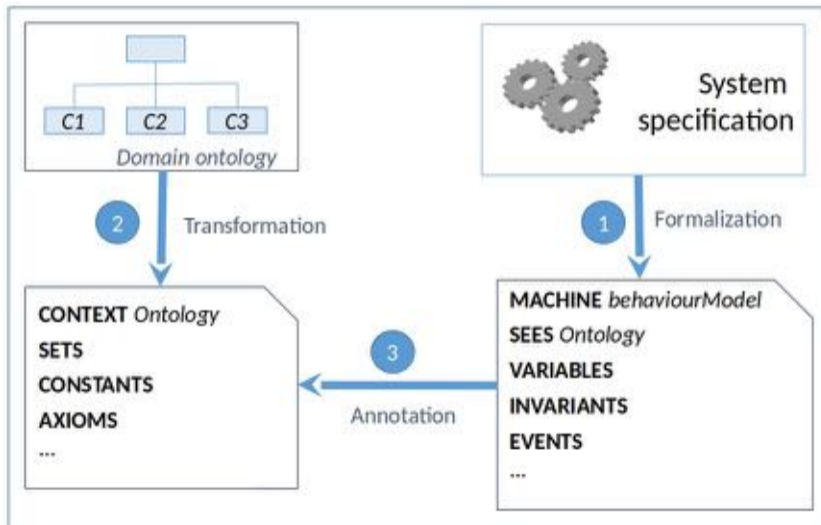 C1 C2 C3
Domain ontology
System
specification
2
Transformation
1
Formalization
CONTEXT Ontology
SETS
CONSTANTS
AXIOMS
...
3
Annotation
MACHINE behaviourModel
SEES Ontology
VARIABLES
INVARIANTS
EVENTS
...